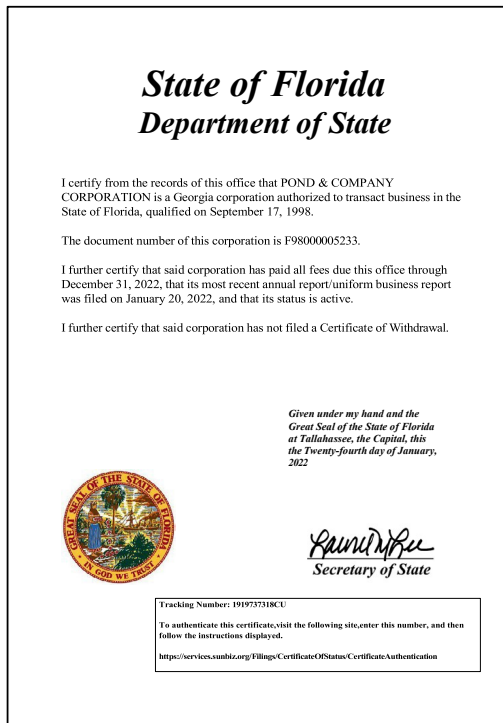 State of Florida
Department of State
I certify from the records of this office that POND & COMPANY
CORPORATION is a Georgia corporation authorized to transact business in the
State of Florida, qualified on September 17, 1998.
The document number of this corporation is F98000005233.
I further certify that said corporation has paid all fees due this office through
December 31, 2022, that its most recent annual report/uniform business report
was filed on January 20, 2022, and that its status is active.
I further certify that said corporation has not filed a Certificate of Withdrawal.
Given under my hand and the
Great Seal of the State of Florida
at Tallahassee, the Capital, this
the Twenty-fourth day of January,
2022
GREAT SEAL OF THE STATE OF FLORIDA
IN GOD WE TRUST
Secretary of State
Tracking Number: 1919737318CU
To authenticate this certificate,visit the following site,enter this number, and then
follow the instructions displayed.
https://services.sunbiz.org/Filings/CertificateOfStatus/CertificateAuthentication